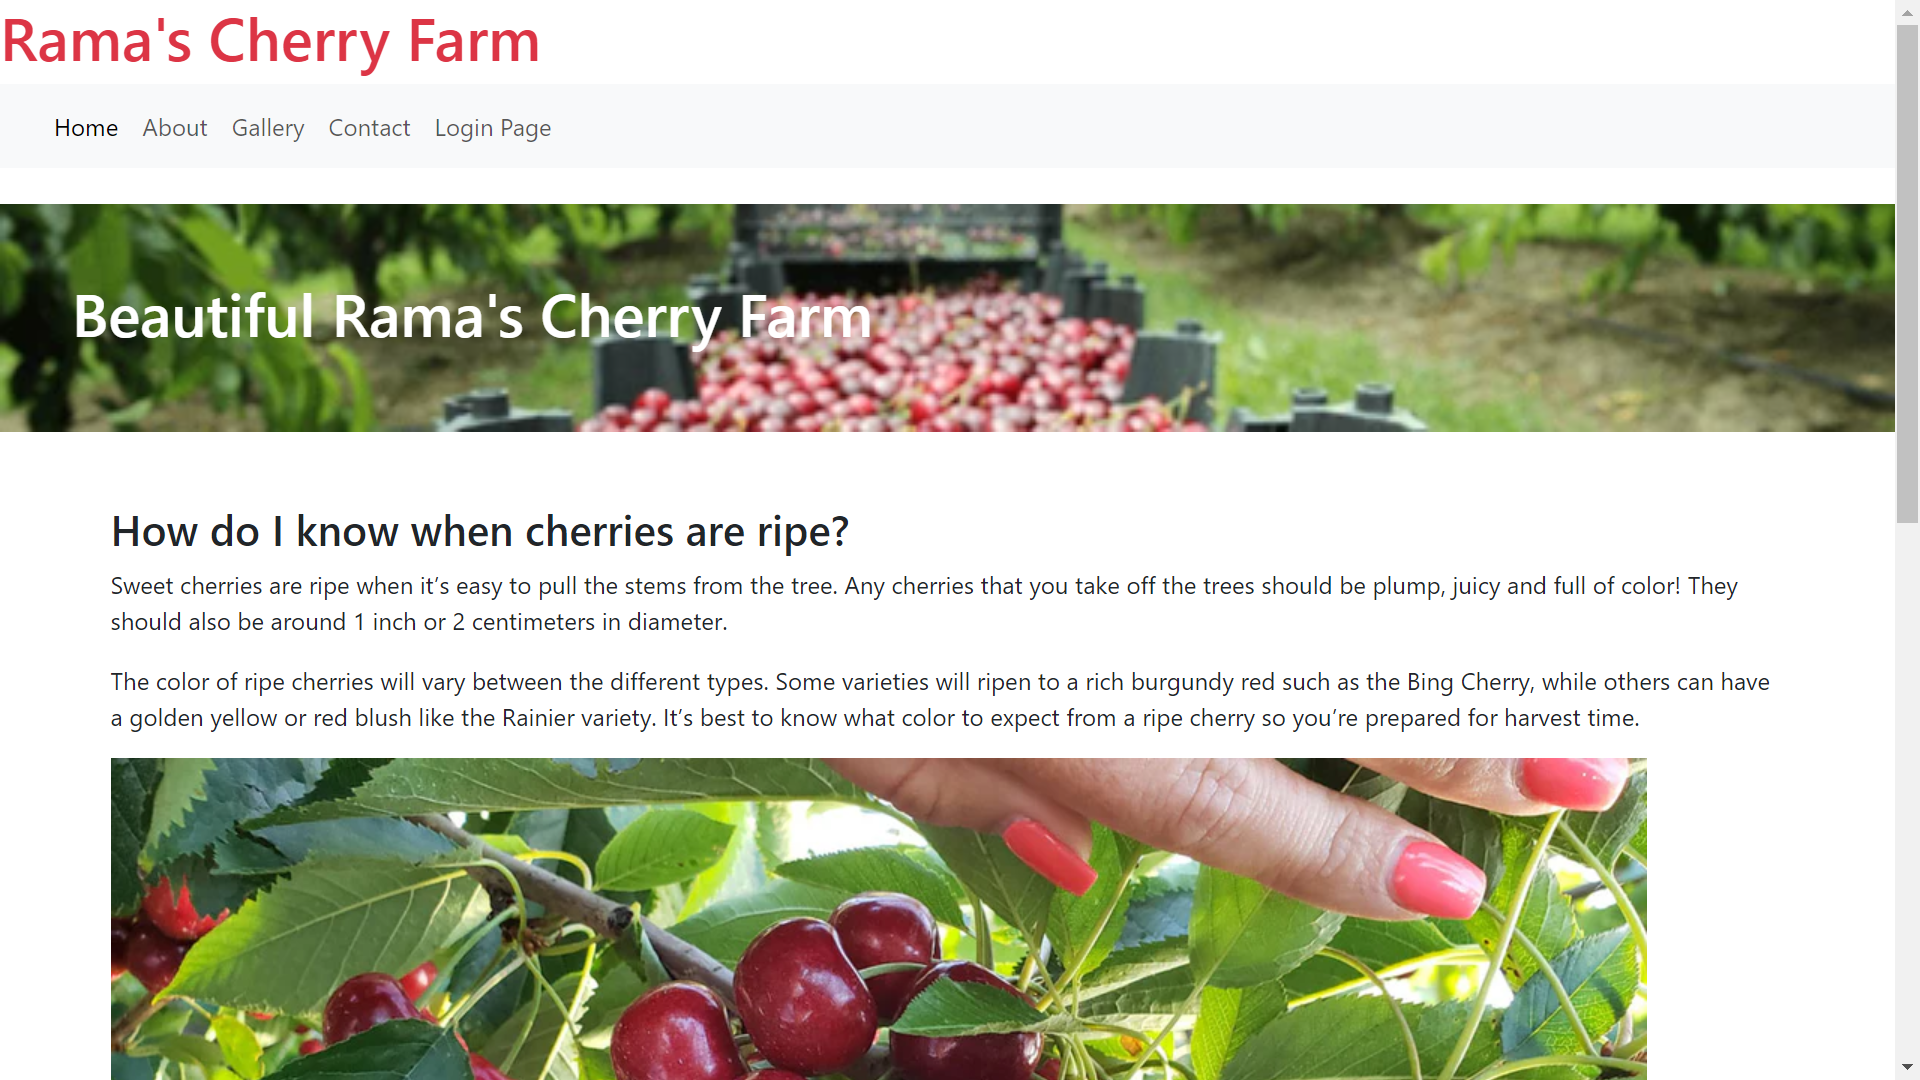 Rama's Cherry Farm
Home About Gallery Contact Login Page
Beautiful Rama's Cherry Farm
How do I know when cherries are ripe?
Sweet cherries are ripe when it’s easy to pull the stems from the tree. Any cherries that you take off the trees should be plump, juicy and full of color! They
should also be around 1 inch or 2 centimeters in diameter.
The color of ripe cherries will vary between the different types. Some varieties will ripen to a rich burgundy red such as the Bing Cherry, while others can have
a golden yellow or red blush like the Rainier variety. It’s best to know what color to expect from a ripe cherry so you’re prepared for harvest time.